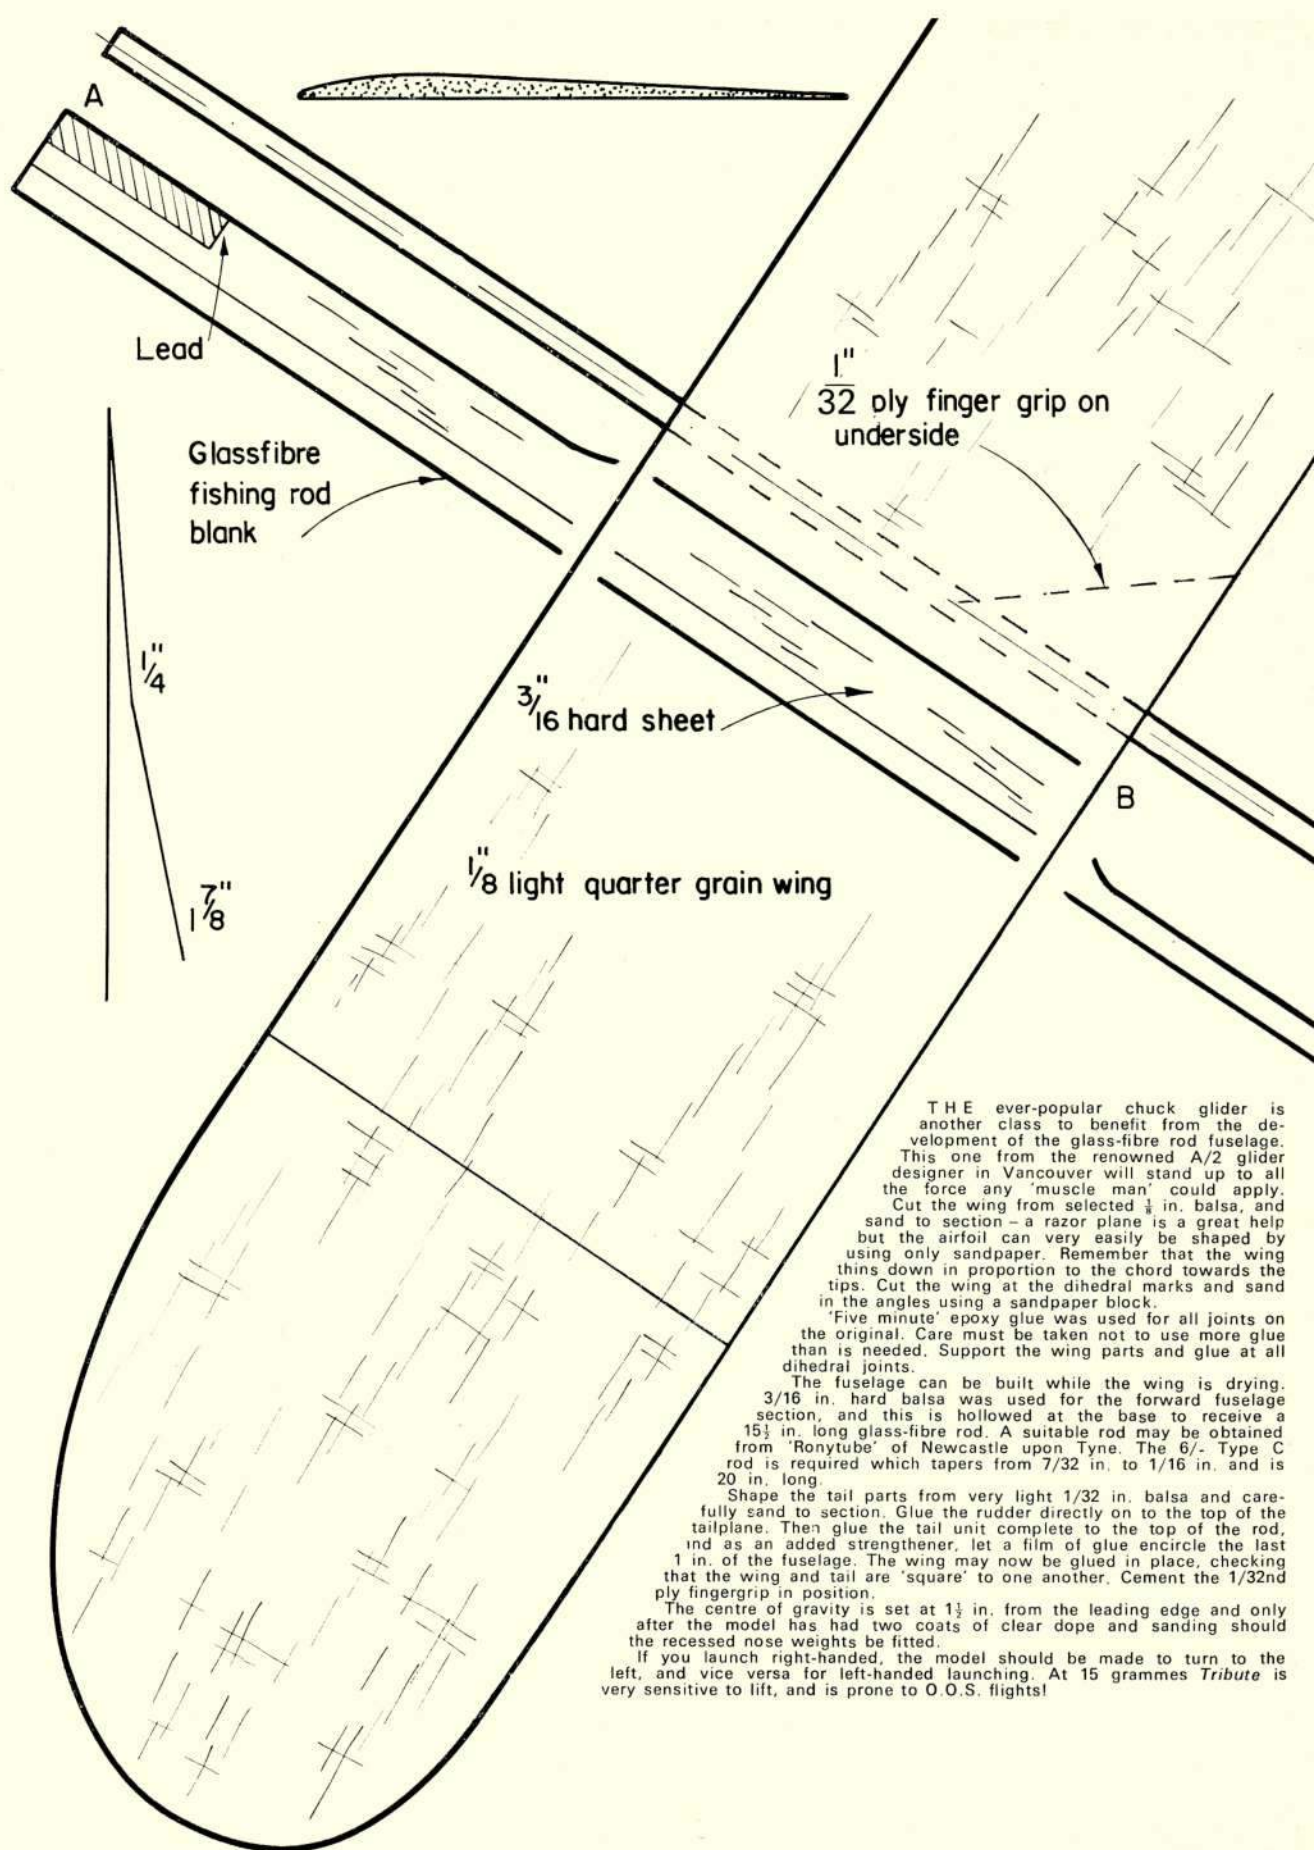 A
Lead
Glassfibre
fishing rod
blank
1"
32 ply finger grip on
underside
1/4"
3/16" hard sheet
B
1/8" light quarter grain wing
1 7/8"
THE ever-popular chuck glider is
another class to benefit from the de-
velopment of the glass-fibre rod fuselage.
This one from the renowned A/2 glider
designer in Vancouver will stand up to all
the force any 'muscle man' could apply.
Cut the wing from selected ⅛ in. balsa, and
sand to section – a razor plane is a great help
but the airfoil can very easily be shaped by
using only sandpaper. Remember that the wing
thins down in proportion to the chord towards the
tips. Cut the wing at the dihedral marks and sand
in the angles using a sandpaper block.
'Five minute' epoxy glue was used for all joints on
the original. Care must be taken not to use more glue
than is needed. Support the wing parts and glue at all
dihedral joints.
The fuselage can be built while the wing is drying.
3/16 in. hard balsa was used for the forward fuselage
section, and this is hollowed at the base to receive a
15½ in. long glass-fibre rod. A suitable rod may be obtained
from 'Ronytube' of Newcastle upon Tyne. The 6/- Type C
rod is required which tapers from 7/32 in. to 1/16 in. and is
20 in. long.
Shape the tail parts from very light 1/32 in. balsa and care-
fully sand to section. Glue the rudder directly on to the top of the
tailplane. Then glue the tail unit complete to the top of the rod,
ınd as an added strengthener, let a film of glue encircle the last
1 in. of the fuselage. The wing may now be glued in place, checking
that the wing and tail are 'square' to one another. Cement the 1/32nd
ply fingergrip in position.
The centre of gravity is set at 1½ in. from the leading edge and only
after the model has had two coats of clear dope and sanding should
the recessed nose weights be fitted.
If you launch right-handed, the model should be made to turn to the
left, and vice versa for left-handed launching. At 15 grammes Tribute is
very sensitive to lift, and is prone to O.O.S. flights!